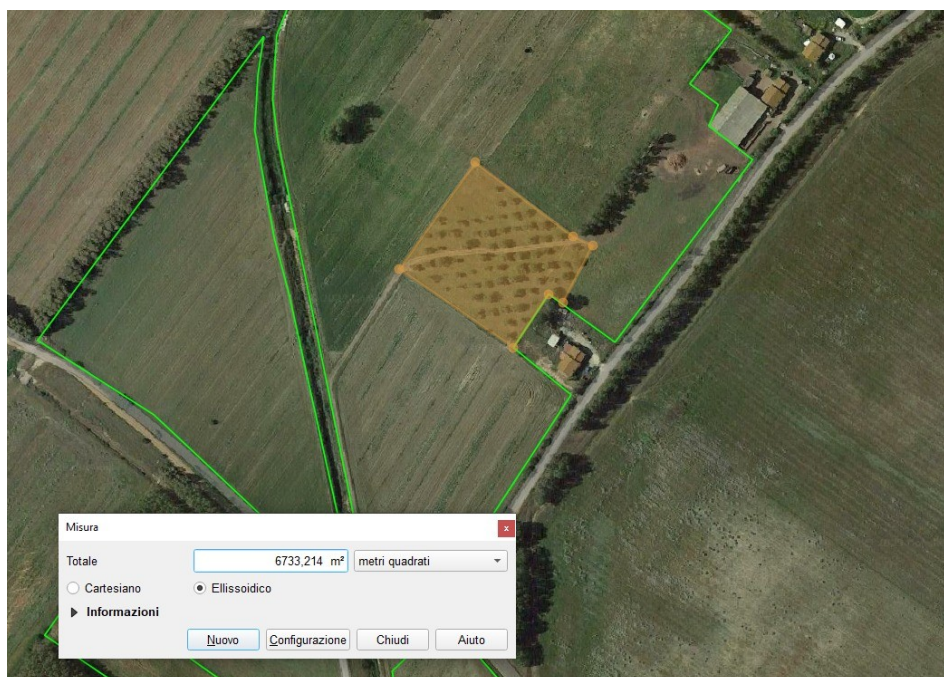 Misura
x
Totale 6733,214 m² metri quadrati
Cartesiano Ellissoidico
Informazioni
Nuovo Configurazione Chiudi Aiuto